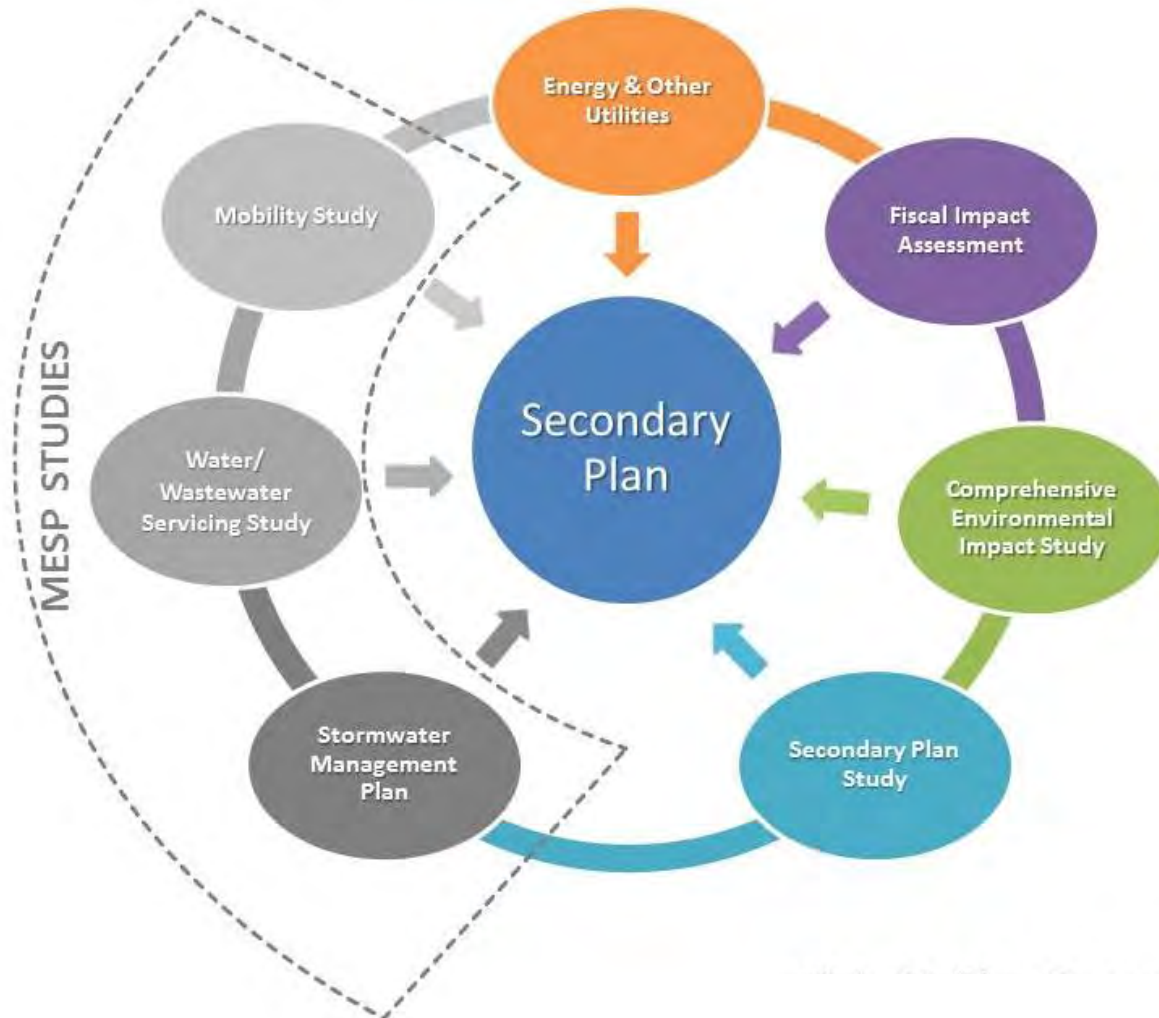 Energy & Other
Utilities
Mobility Study
Fiscal Impact
Assessment
MESP STUDIES
Secondary
Plan
Water/
Wastewater
Servicing Study
Comprehensive
Environmental
Impact Study
Stormwater
Management
Plan
Secondary Plan
Study